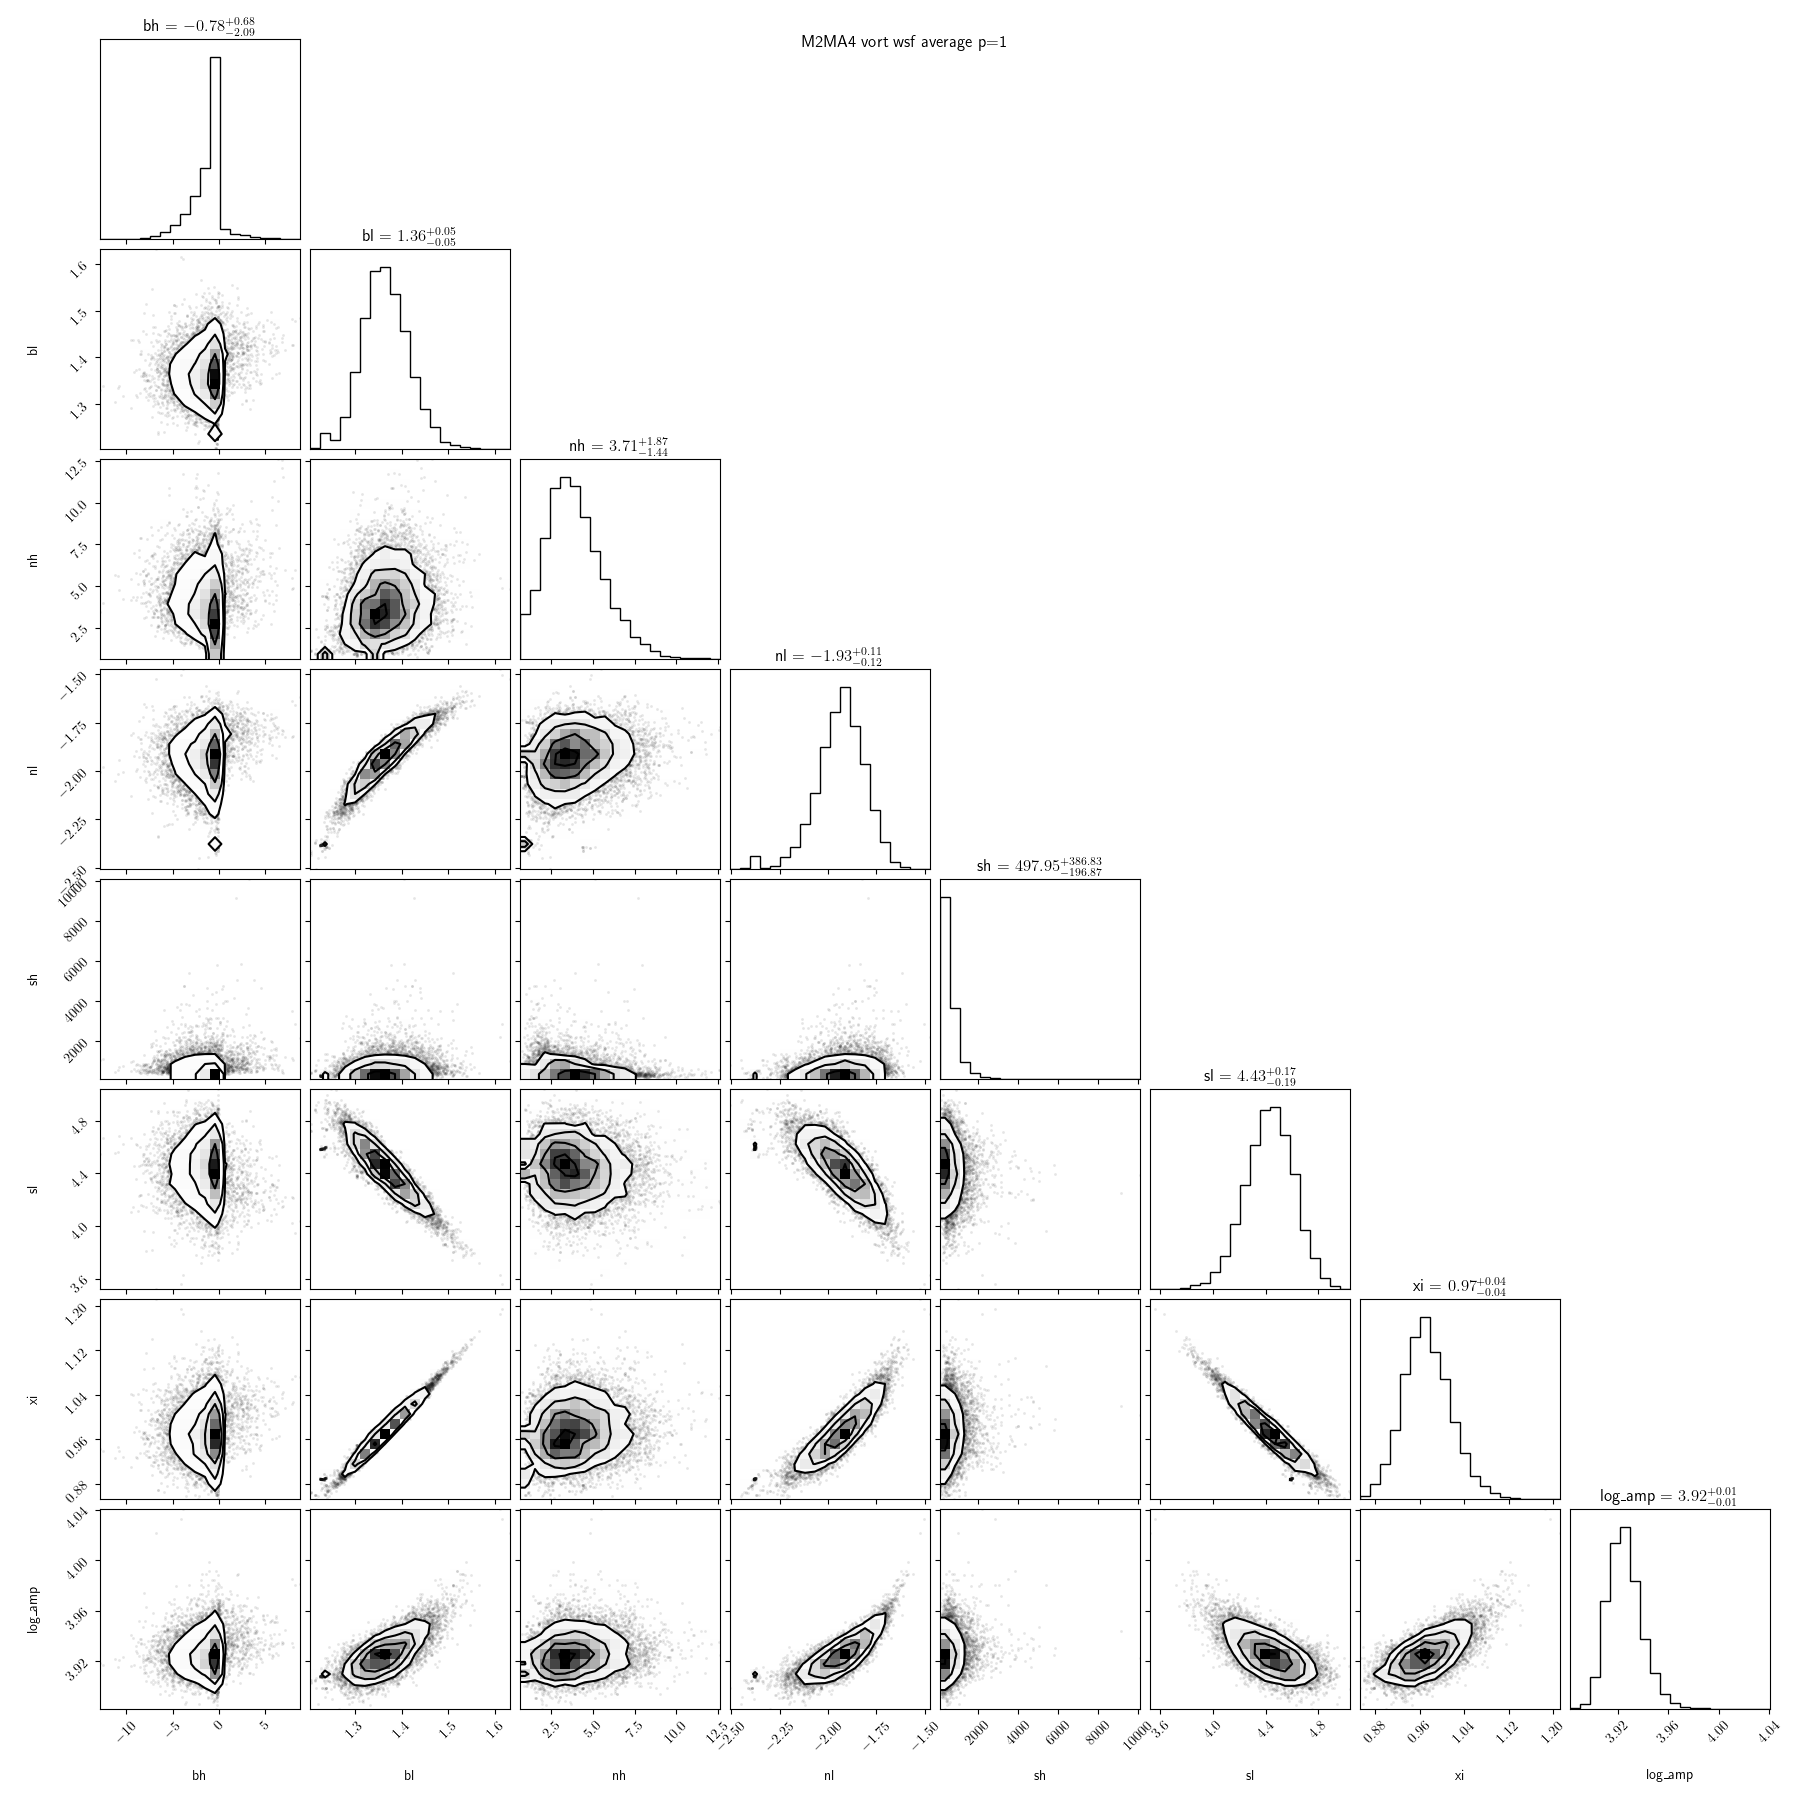 M2MA4 vort wsf average p=1
bh = −0.78 +0.68 −2.09
bl = 1.36 +0.05 −0.05
1.6
1.5
1.4
1.3
bl
nh = 3.71 +1.87 −1.44
12.5
10.0
7.5
5.0
2.5
nh
nl = −1.93 +0.11 −0.12
−1.50
−1.75
−2.00
−2.25
−2.50
nl
sh = 497.95 +386.83 −196.87
10000
8000
6000
4000
2000
sh
sl = 4.43 +0.17 −0.19
4.8
4.4
4.0
3.6
sl
xi = 0.97 +0.04 −0.04
1.20
1.12
1.04
0.96
0.88
xi
log_amp = 3.92 +0.01 −0.01
4.04
4.00
3.96
3.92
log_amp
−10 −5 0 5 1.3 1.4 1.5 1.6 2.5 5.0 7.5 10.0 12.5 −2.50 −2.25 −2.00 −1.75 −1.50 2000 4000 6000 8000 10000 3.6 4.0 4.4 4.8 0.88 0.96 1.04 1.12 1.20 3.92 3.96 4.00 4.04
bh bl nh nl sh sl xi log_amp